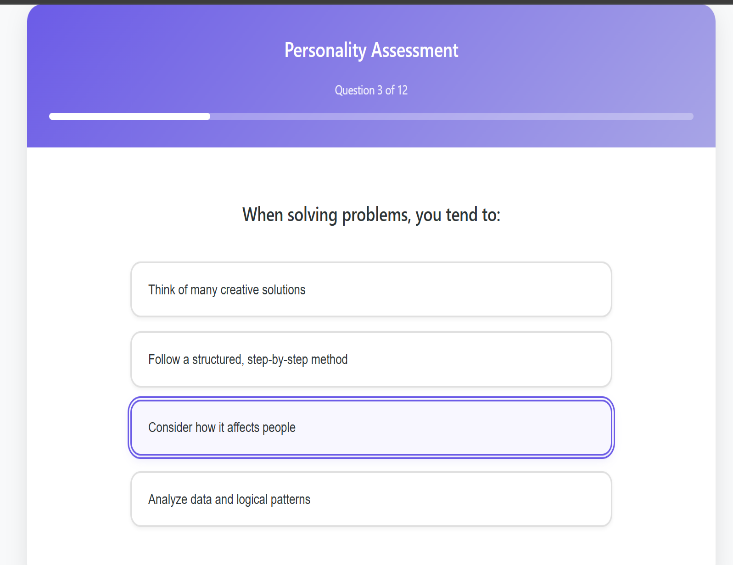 Personality Assessment
Question 3 of 12
When solving problems, you tend to:
Think of many creative solutions
Follow a structured, step-by-step method
Consider how it affects people
Analyze data and logical patterns